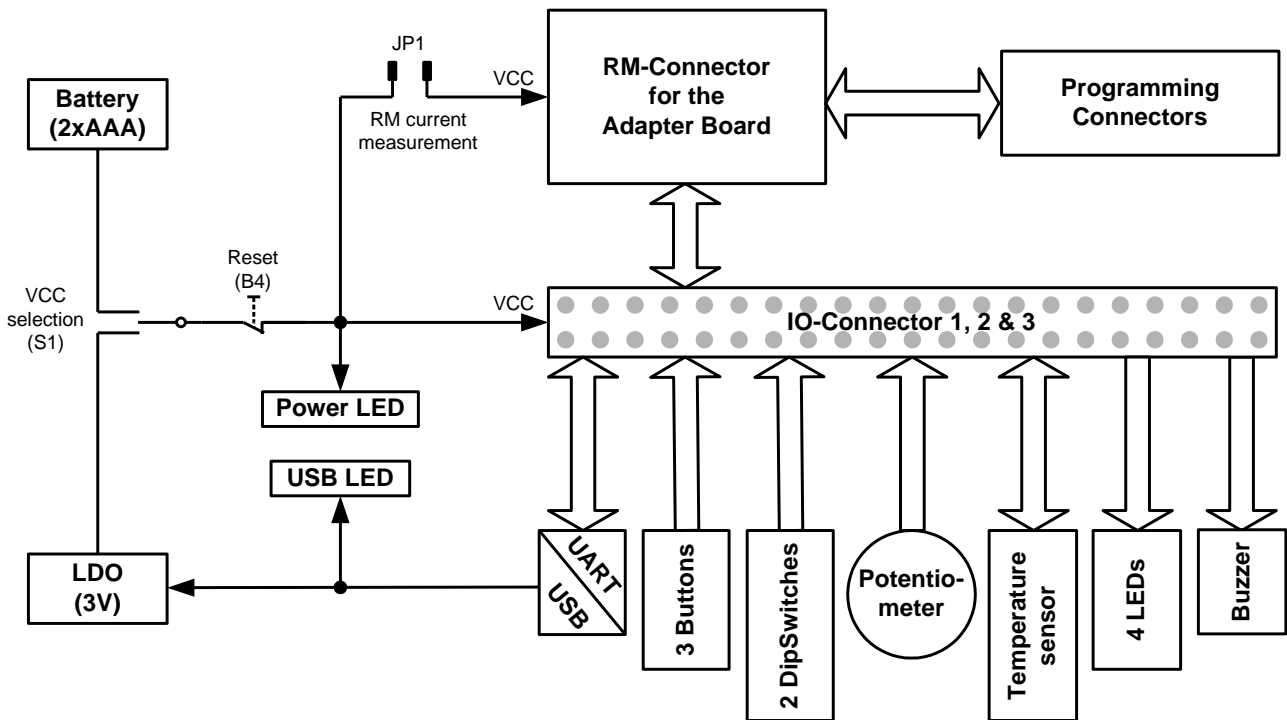 JP1
Battery
(2xAAA)
VCC
RM current
measurement
RM-Connector
for the
Adapter Board
Programming
Connectors
VCC
selection
(S1)
Reset
(B4)
VCC
IO-Connector 1, 2 & 3
Power LED
USB LED
LDO
(3V)
UART
USB
3 Buttons
2 DipSwitches
Potentio-
meter
Temperature
sensor
4 LEDs
Buzzer